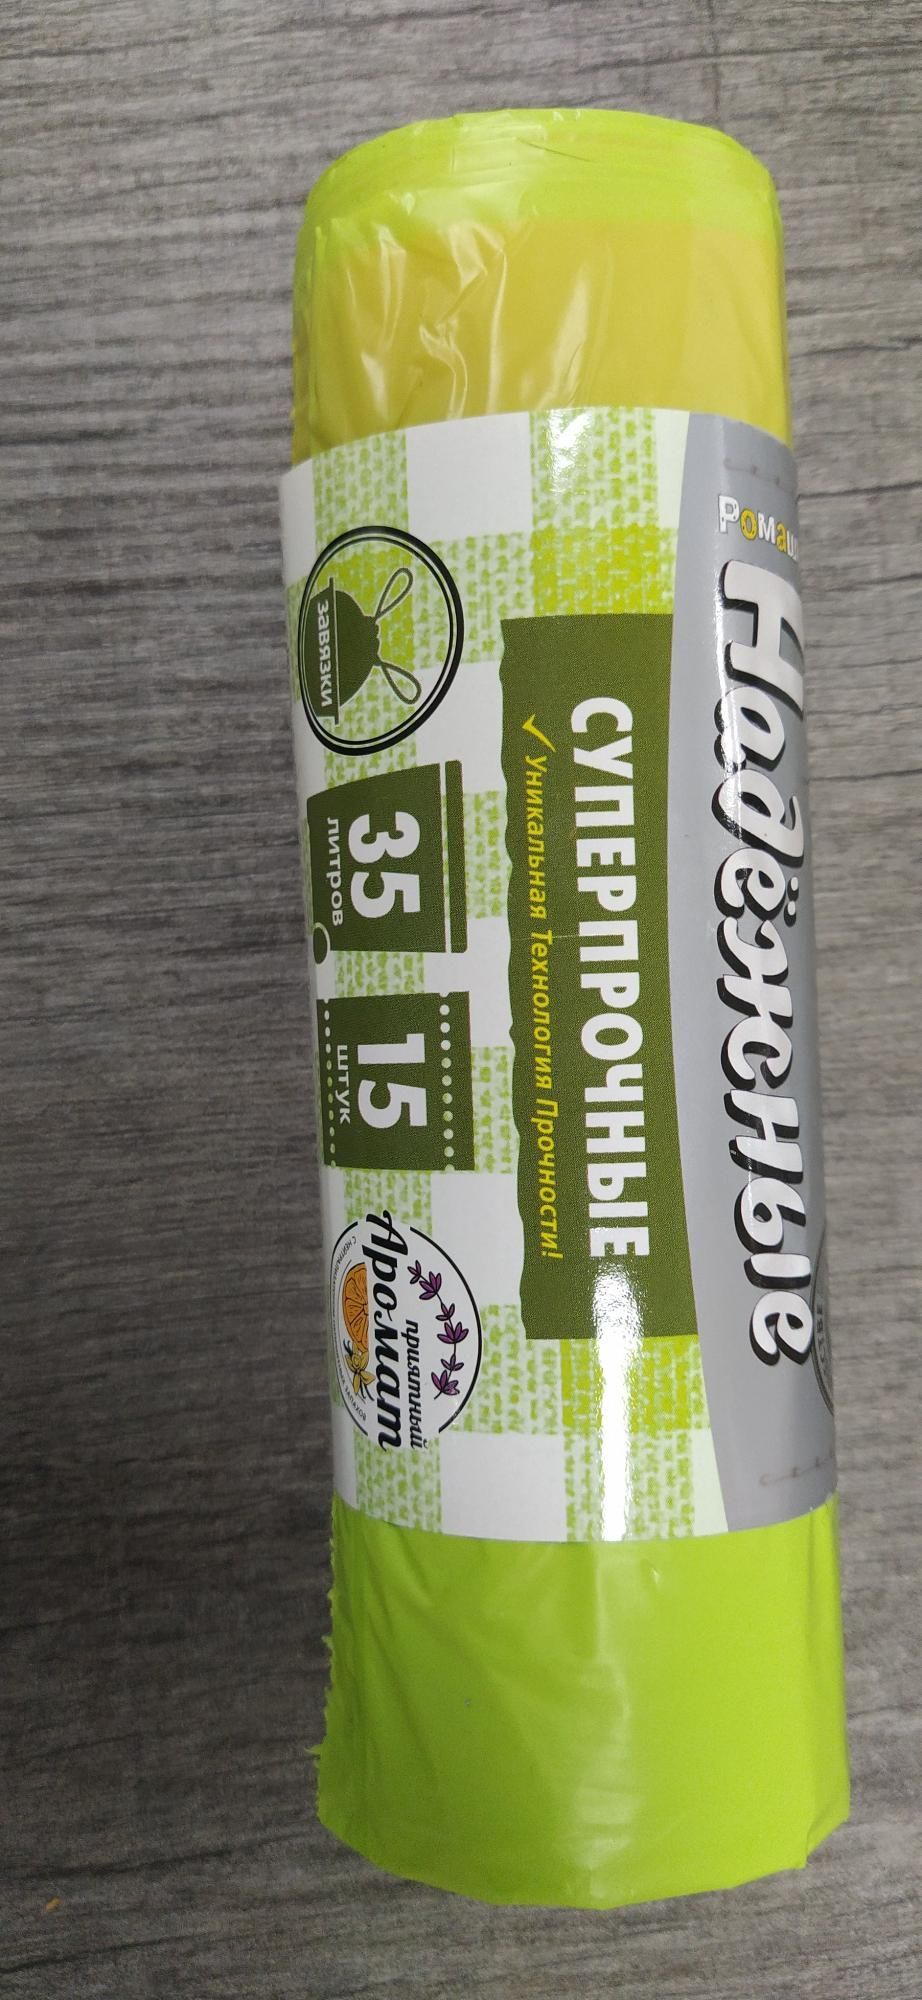 Надёжные
СУПЕРПРОЧНЫЕ
✓ Уникальная Технология Прочности!
завязки
35
литров
15
штук
приятный
Аромат